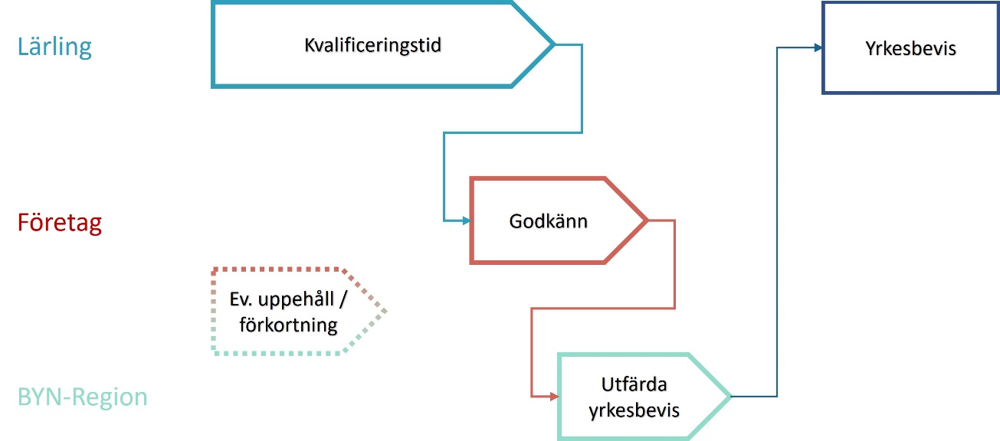 Lärling
Kvalificeringstid
Yrkesbevis
Företag
Godkänn
Ev. uppehåll /
förkortning
BYN-Region
Utfärda
yrkesbevis